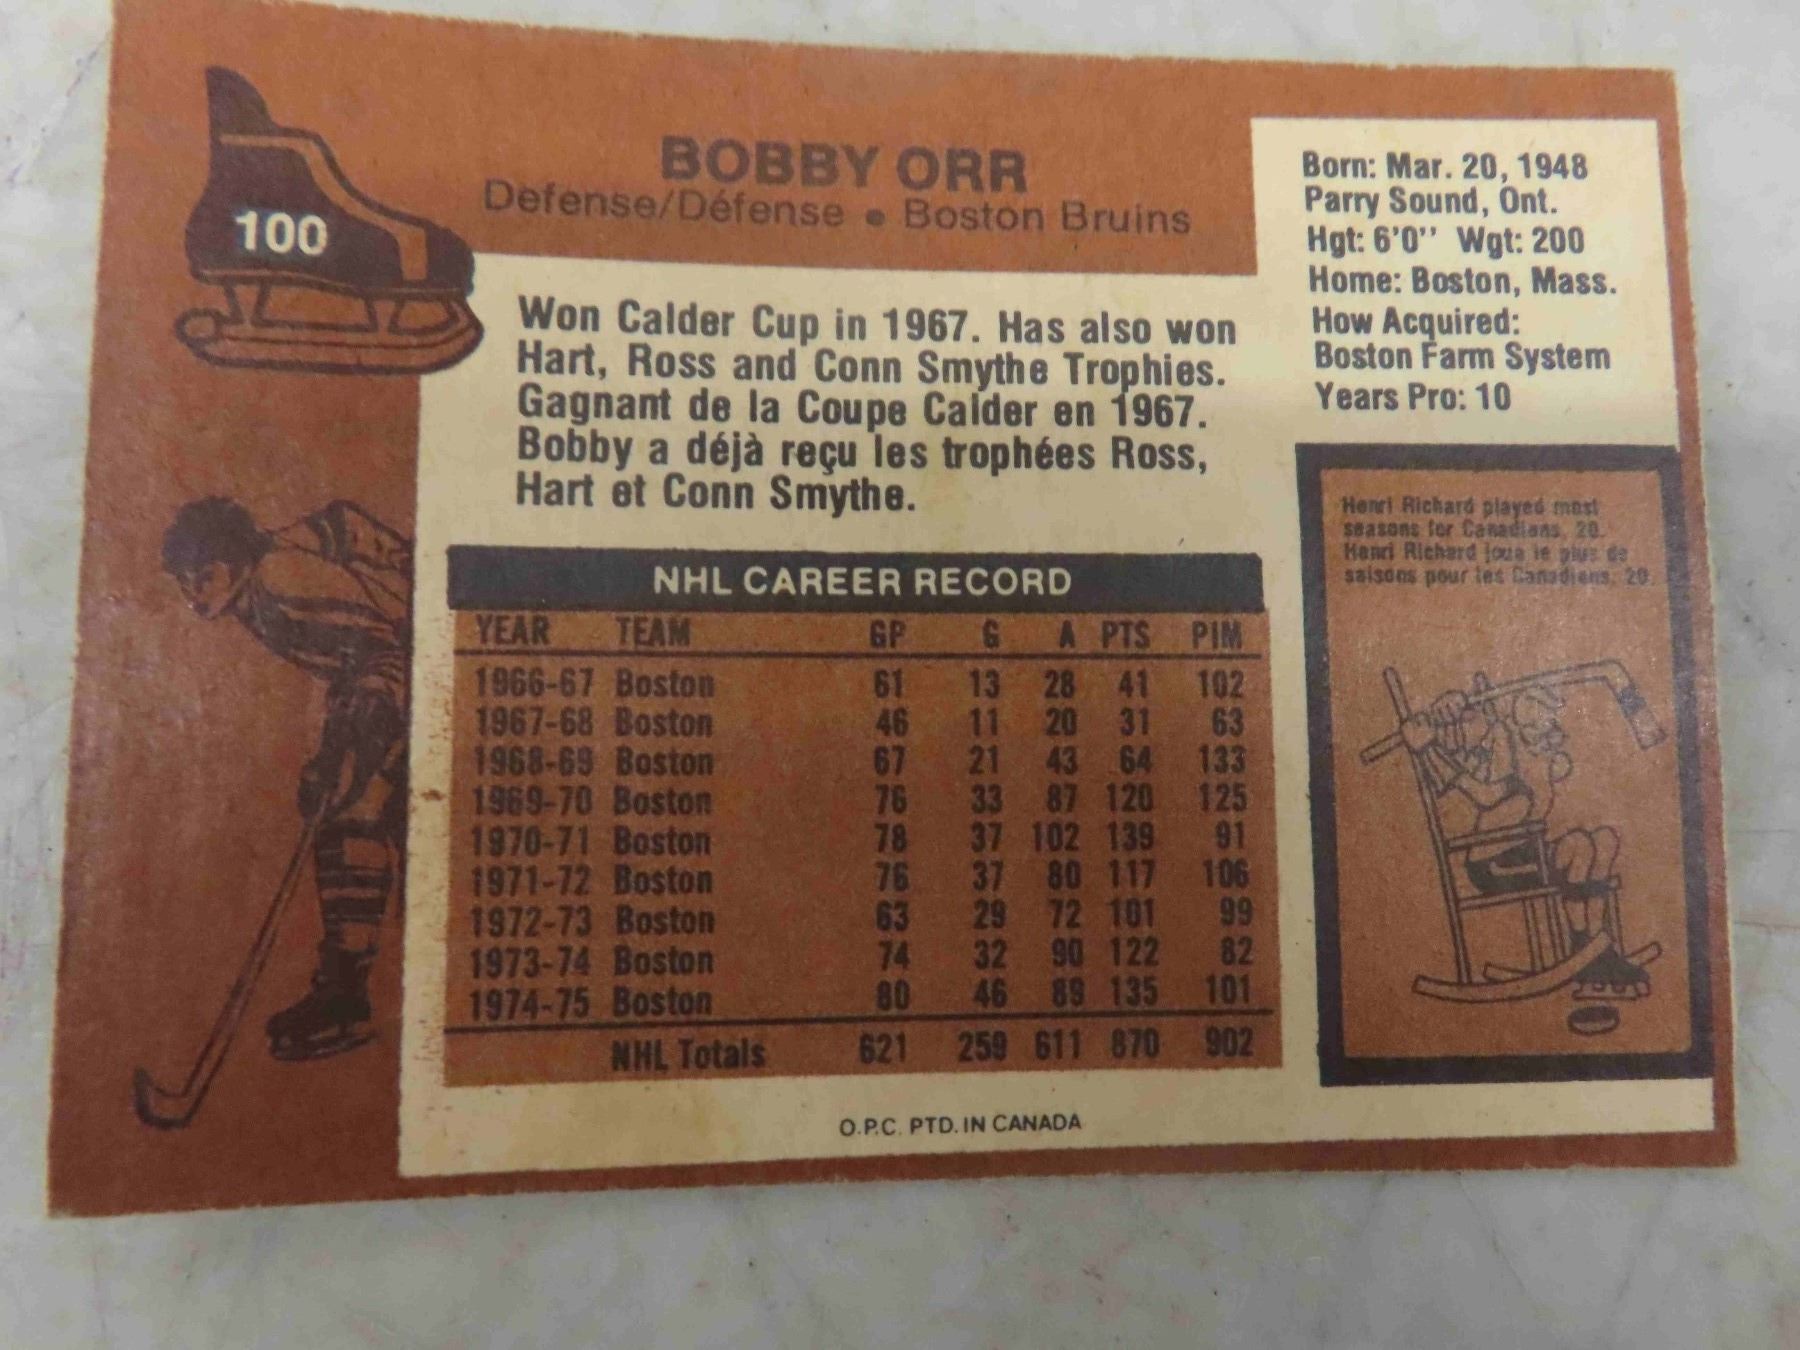 100
BOBBY ORR
Defense/Défense • Boston Bruins
Born: Mar. 20, 1948
Parry Sound, Ont.
Hgt: 6'0'' Wgt: 200
Home: Boston, Mass.
How Acquired:
Boston Farm System
Years Pro: 10
Won Calder Cup in 1967. Has also won
Hart, Ross and Conn Smythe Trophies.
Gagnant de la Coupe Calder en 1967.
Bobby a déjà reçu les trophées Ross,
Hart et Conn Smythe.
Henri Richard played most
seasons for Canadiens, 20.
Henri Richard joua le plus de
saisons pour les Canadiens, 20.
NHL CAREER RECORD
YEAR TEAM GP G A PTS PIM
1966-67 Boston 61 13 28 41 102
1967-68 Boston 46 11 20 31 63
1968-69 Boston 67 21 43 64 133
1969-70 Boston 76 33 87 120 125
1970-71 Boston 78 37 102 139 91
1971-72 Boston 76 37 80 117 106
1972-73 Boston 63 29 72 101 99
1973-74 Boston 74 32 90 122 82
1974-75 Boston 80 46 89 135 101
NHL Totals 621 259 611 870 902
O.P.C. PTD. IN CANADA